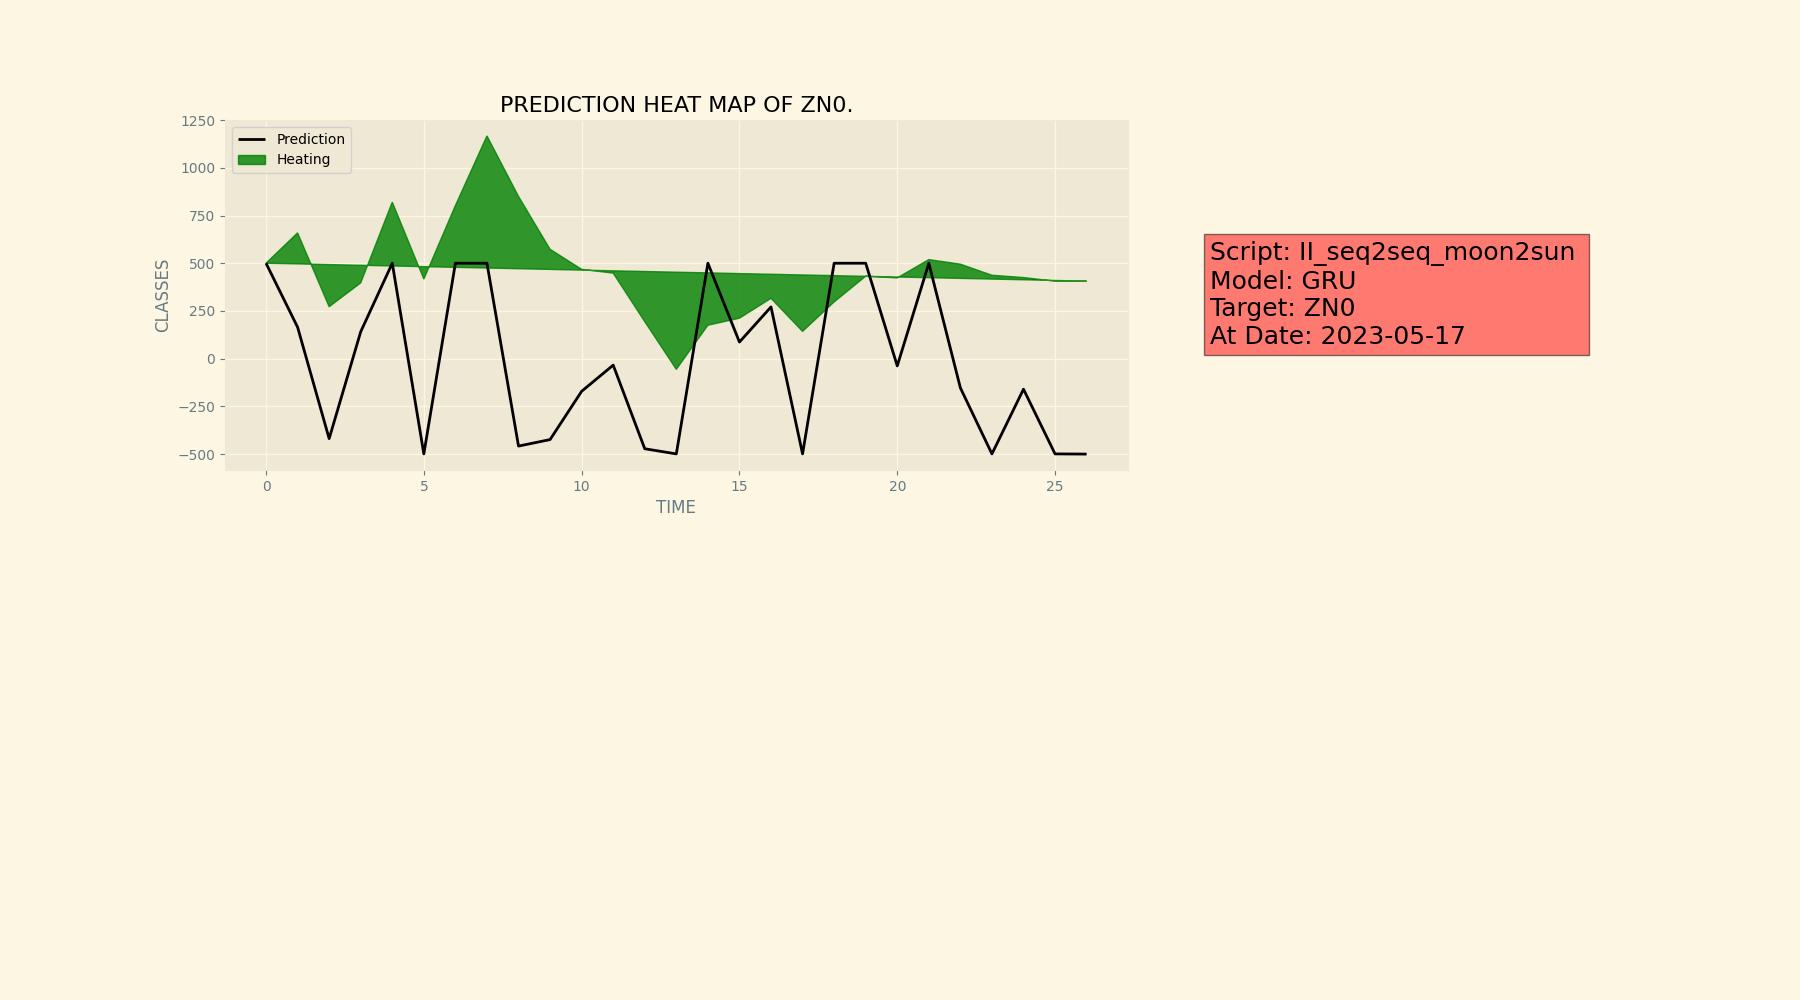 PREDICTION HEAT MAP OF ZN0.
Prediction
Heating
1250
1000
750
500
250
0
−250
−500
CLASSES
0 5 10 15 20 25
TIME
Script: II_seq2seq_moon2sun
Model: GRU
Target: ZN0
At Date: 2023-05-17